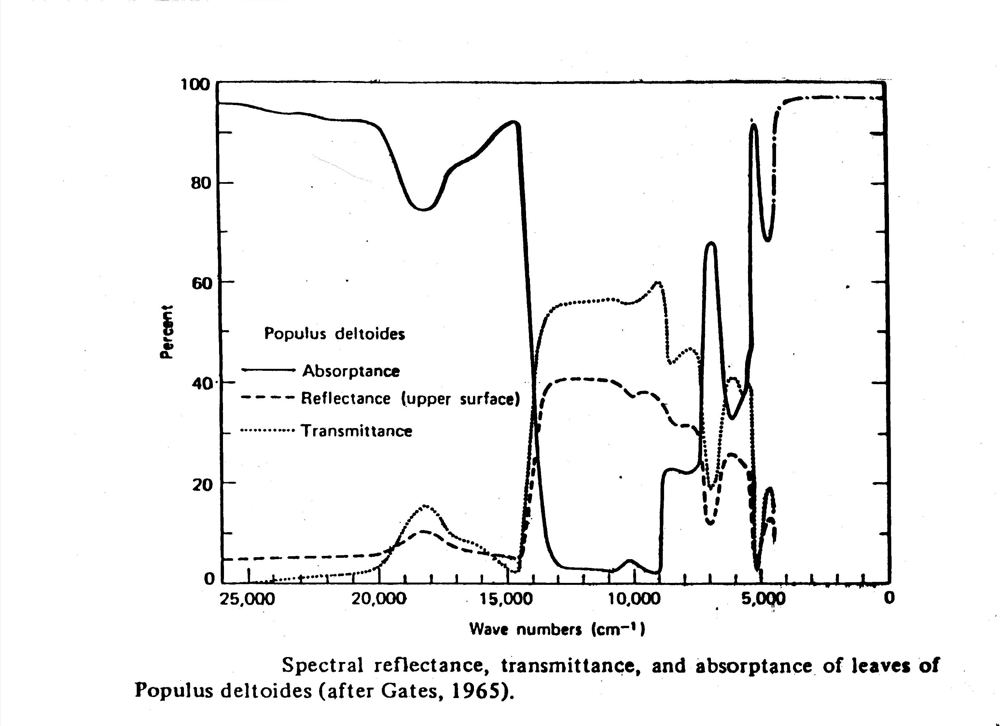 100
80
60
40
20
0
Percent
Populus deltoides
Absorptance
Reflectance (upper surface)
Transmittance
25,000 20,000 15,000 10,000 5,000 0
Wave numbers (cm⁻¹)
Spectral reflectance, transmittance, and absorptance of leaves of
Populus deltoides (after Gates, 1965).